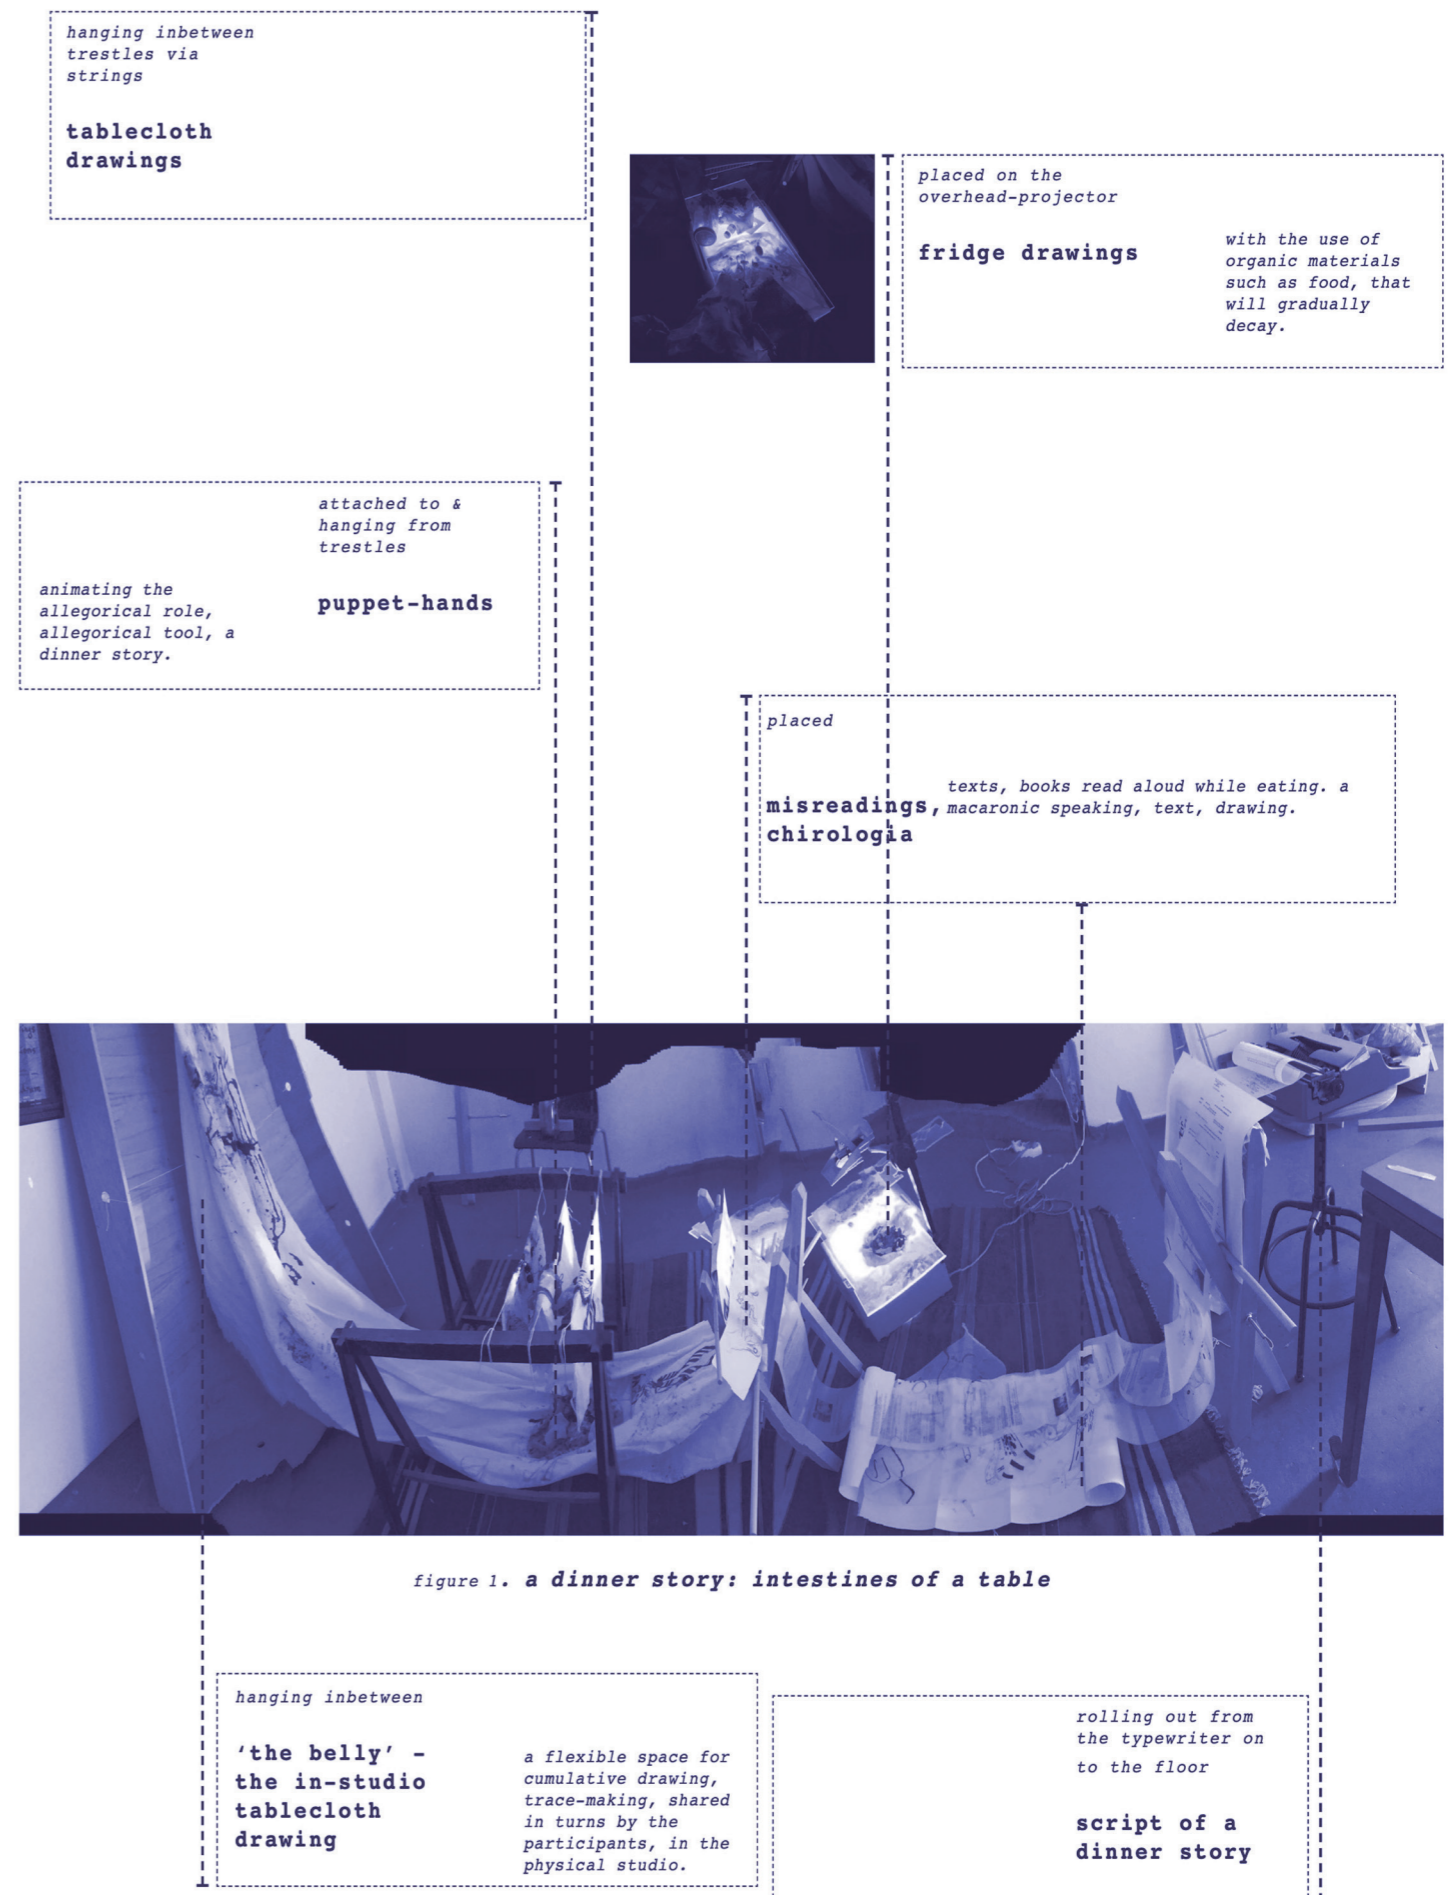 hanging inbetween
trestles via
strings
tablecloth
drawings
placed on the
overhead-projector
fridge drawings
with the use of
organic materials
such as food, that
will gradually
decay.
attached to &
hanging from
trestles
puppet-hands
animating the
allegorical role,
allegorical tool, a
dinner story.
placed
misreadings,
chirologia
texts, books read aloud while eating. a
macaronic speaking, text, drawing.
figure 1. a dinner story: intestines of a table
hanging inbetween
‘the belly’ –
the in-studio
tablecloth
drawing
a flexible space for
cumulative drawing,
trace-making, shared
in turns by the
participants, in the
physical studio.
rolling out from
the typewriter on
to the floor
script of a
dinner story